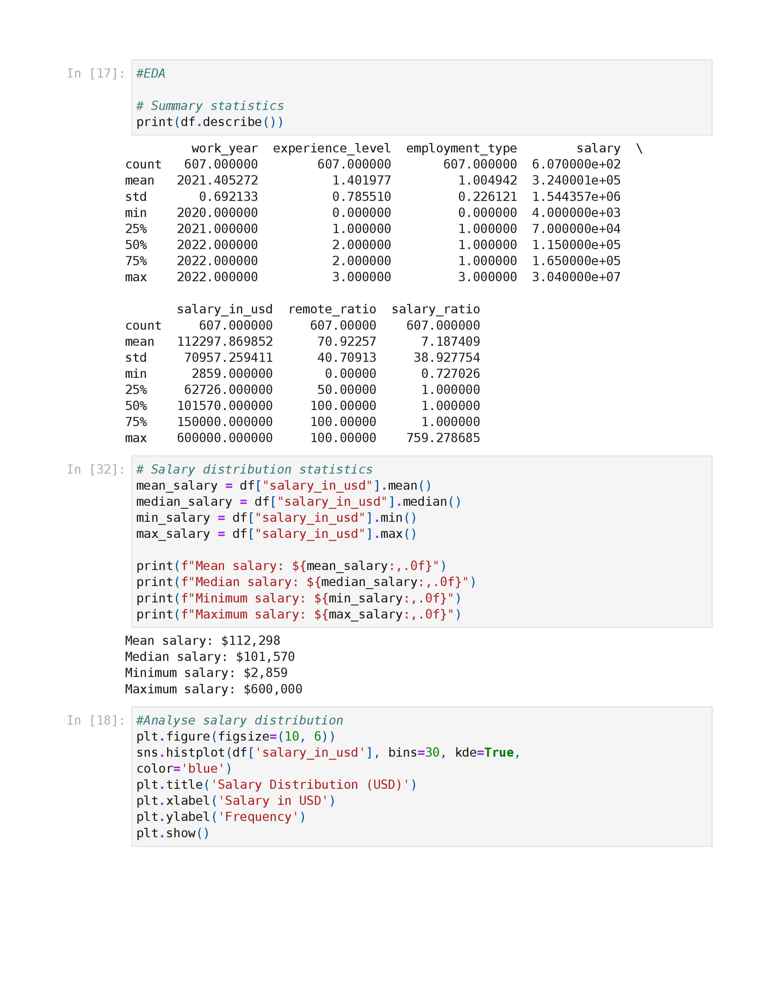 In [17]: #EDA
# Summary statistics
print(df.describe())
work_year  experience_level  employment_type        salary  \
count   607.000000        607.000000       607.000000  6.070000e+02
mean   2021.405272          1.401977         1.004942  3.240001e+05
std       0.692133          0.785510         0.226121  1.544357e+06
min    2020.000000          0.000000         0.000000  4.000000e+03
25%    2021.000000          1.000000         1.000000  7.000000e+04
50%    2022.000000          2.000000         1.000000  1.150000e+05
75%    2022.000000          2.000000         1.000000  1.650000e+05
max    2022.000000          3.000000         3.000000  3.040000e+07
salary_in_usd  remote_ratio  salary_ratio
count     607.000000     607.00000    607.000000
mean   112297.869852      70.92257      7.187409
std     70957.259411      40.70913     38.927754
min      2859.000000       0.00000      0.727026
25%     62726.000000      50.00000      1.000000
50%    101570.000000     100.00000      1.000000
75%    150000.000000     100.00000      1.000000
max    600000.000000     100.00000    759.278685
In [32]: # Salary distribution statistics
mean_salary = df["salary_in_usd"].mean()
median_salary = df["salary_in_usd"].median()
min_salary = df["salary_in_usd"].min()
max_salary = df["salary_in_usd"].max()
print(f"Mean salary: ${mean_salary:,.0f}")
print(f"Median salary: ${median_salary:,.0f}")
print(f"Minimum salary: ${min_salary:,.0f}")
print(f"Maximum salary: ${max_salary:,.0f}")
Mean salary: $112,298
Median salary: $101,570
Minimum salary: $2,859
Maximum salary: $600,000
In [18]: #Analyse salary distribution
plt.figure(figsize=(10, 6))
sns.histplot(df['salary_in_usd'], bins=30, kde=True,
color='blue')
plt.title('Salary Distribution (USD)')
plt.xlabel('Salary in USD')
plt.ylabel('Frequency')
plt.show()